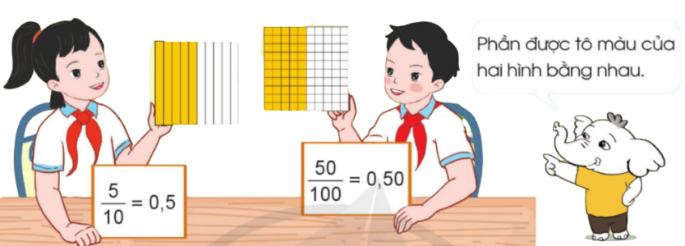 Phần được tô màu của
hai hình bằng nhau.
5/10 = 0,5
50/100 = 0,50